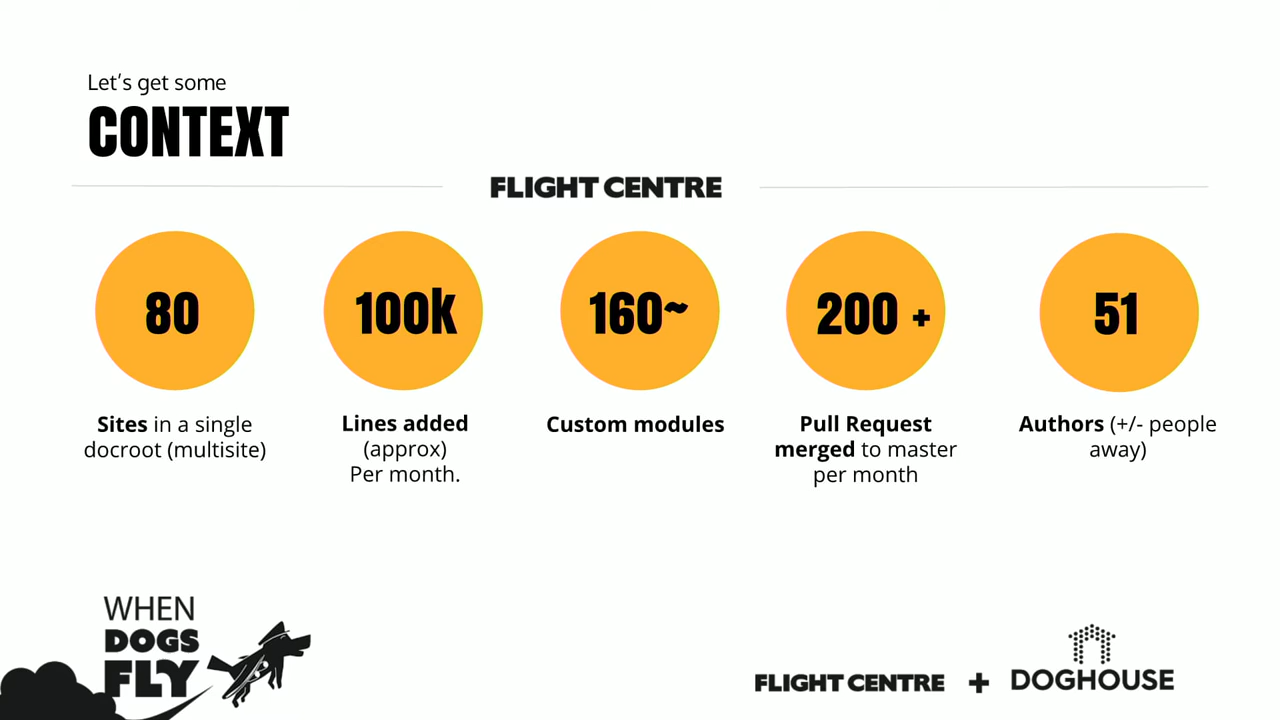 Let’s get some
CONTEXT
FLIGHT CENTRE
80
100k
160~
200 +
51
Sites in a single
docroot (multisite)
Lines added
(approx)
Per month.
Custom modules
Pull Request
merged to master
per month
Authors (+/- people
away)
WHEN
DOGS
FLY
FLIGHT CENTRE + DOGHOUSE